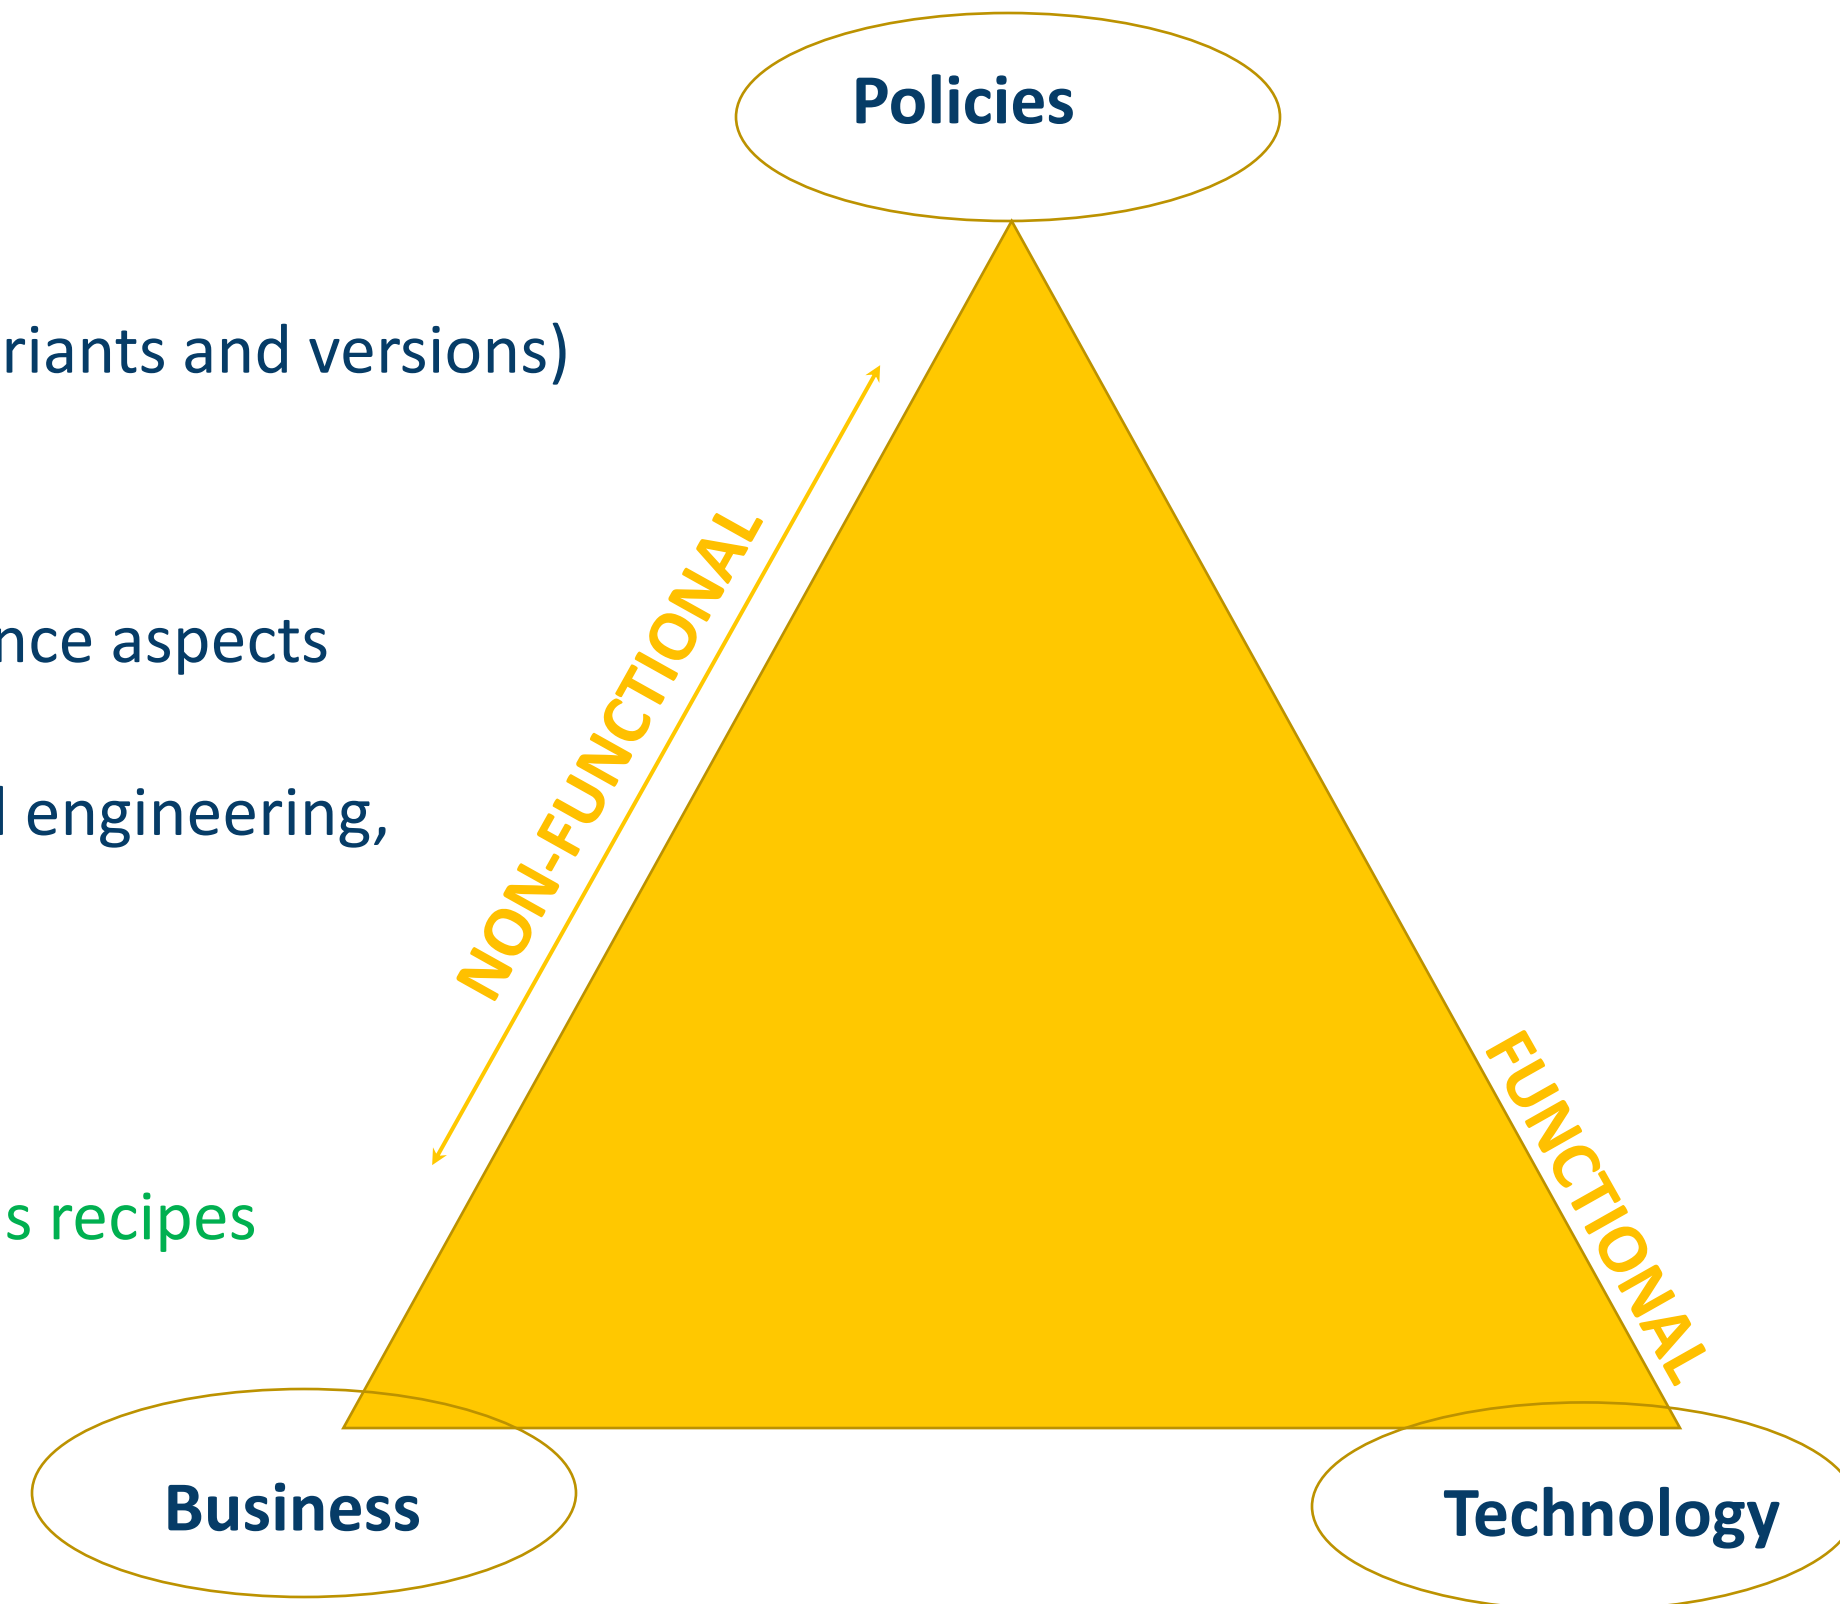 Policies
riants and versions)
nce aspects
engineering,
s recipes
NON-FUNCTIONAL
FUNCTIONAL
Business
Technology